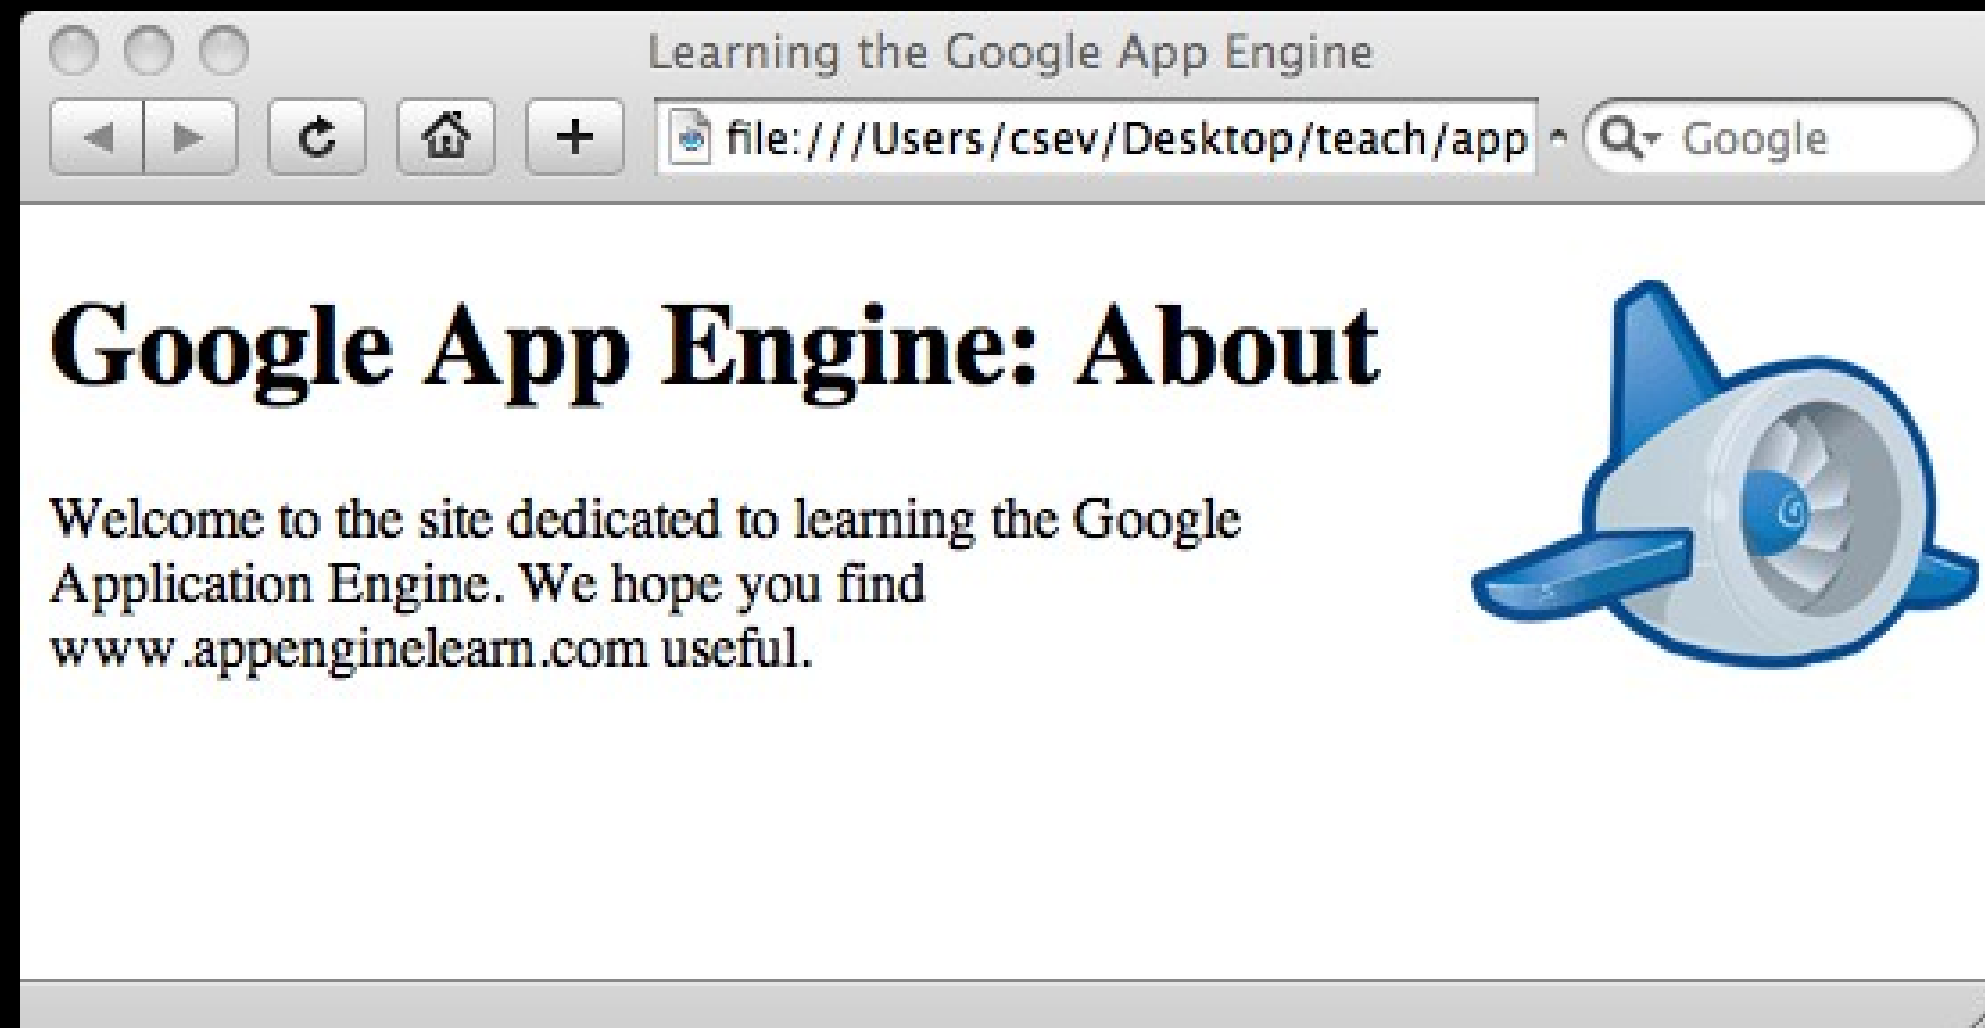 Learning the Google App Engine
file:///Users/csev/Desktop/teach/app
Google
Google App Engine: About
Welcome to the site dedicated to learning the Google
Application Engine. We hope you find
www.appenginelearn.com useful.